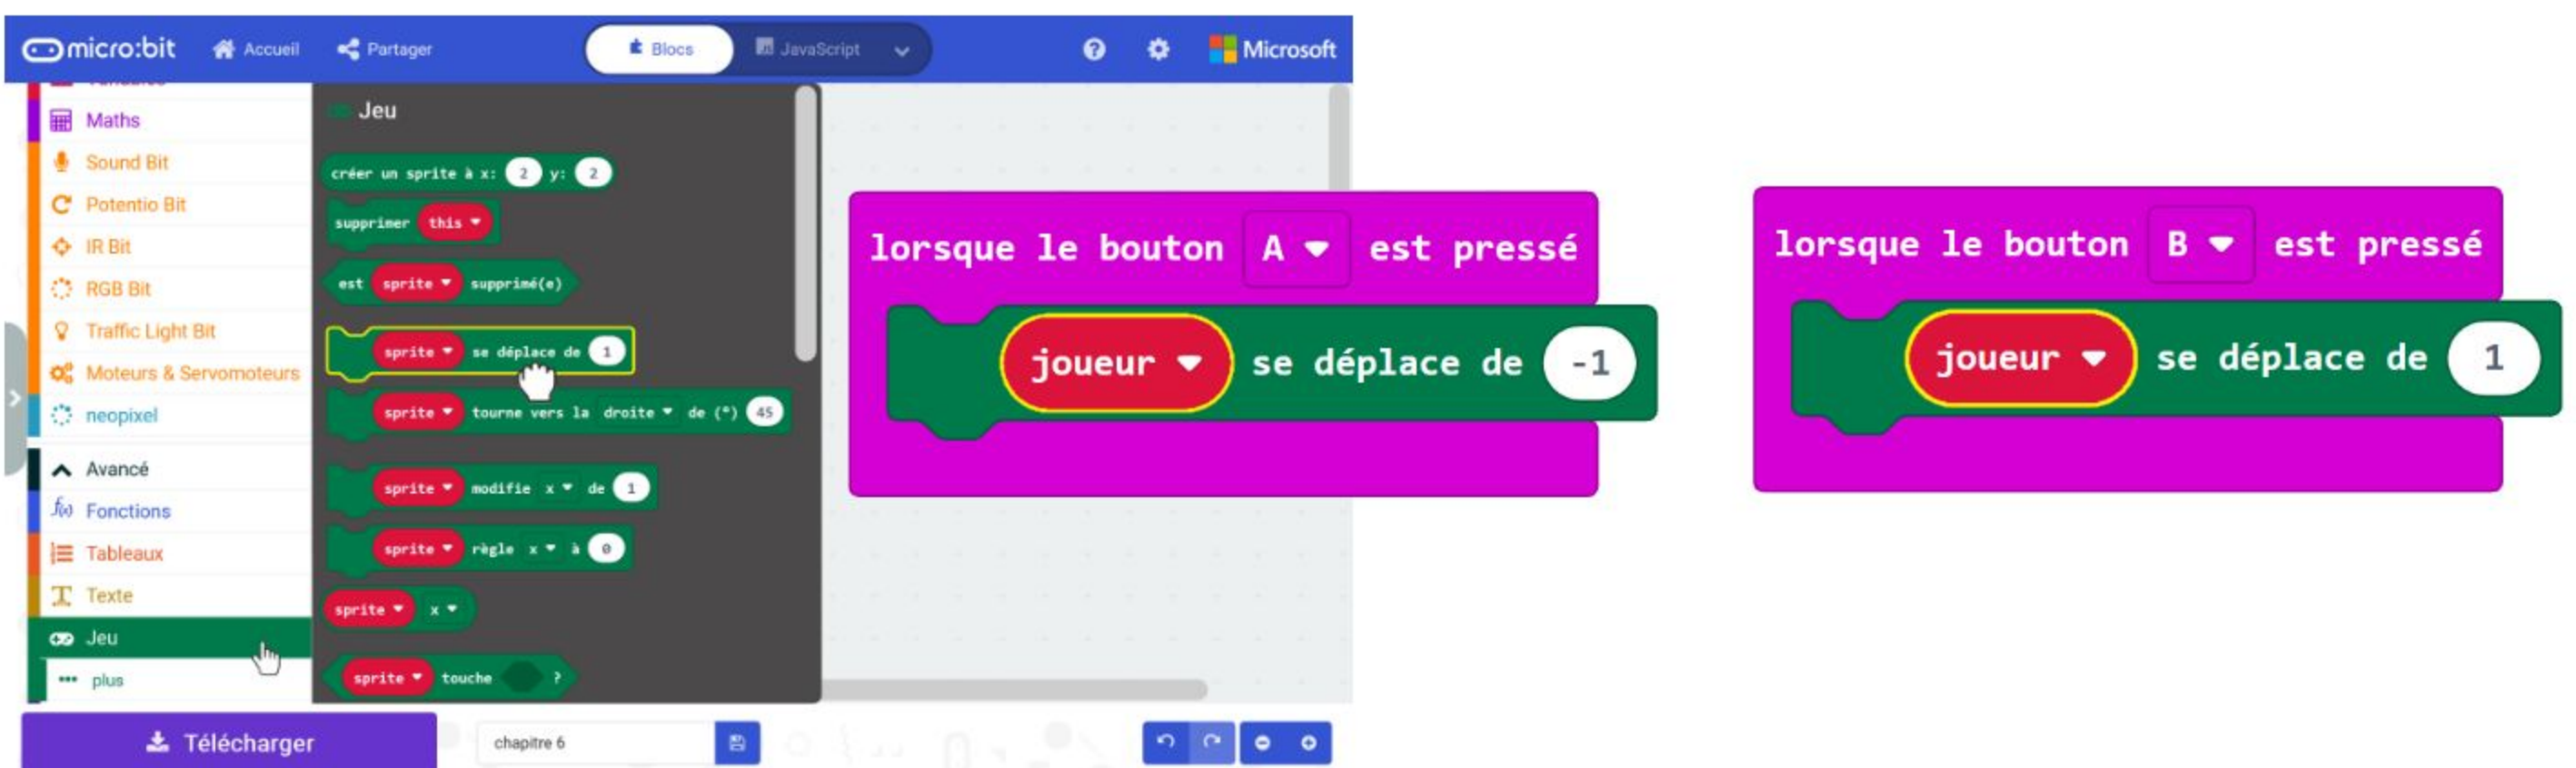 micro:bit Accueil Partager Blocs JavaScript Microsoft
Maths
Sound Bit
Potentio Bit
IR Bit
RGB Bit
Traffic Light Bit
Moteurs & Servomoteurs
neopixel
Avancé
Fonctions
Tableaux
Texte
Jeu
plus
Jeu
créer un sprite à x: 2 y: 2
supprimer this
est sprite supprimé(e)
sprite se déplace de 1
sprite tourne vers la droite de (°) 45
sprite modifie x de 1
sprite règle x à 0
sprite x
sprite touche ?
lorsque le bouton A est pressé
joueur se déplace de -1
lorsque le bouton B est pressé
joueur se déplace de 1
Télécharger
chapitre 6